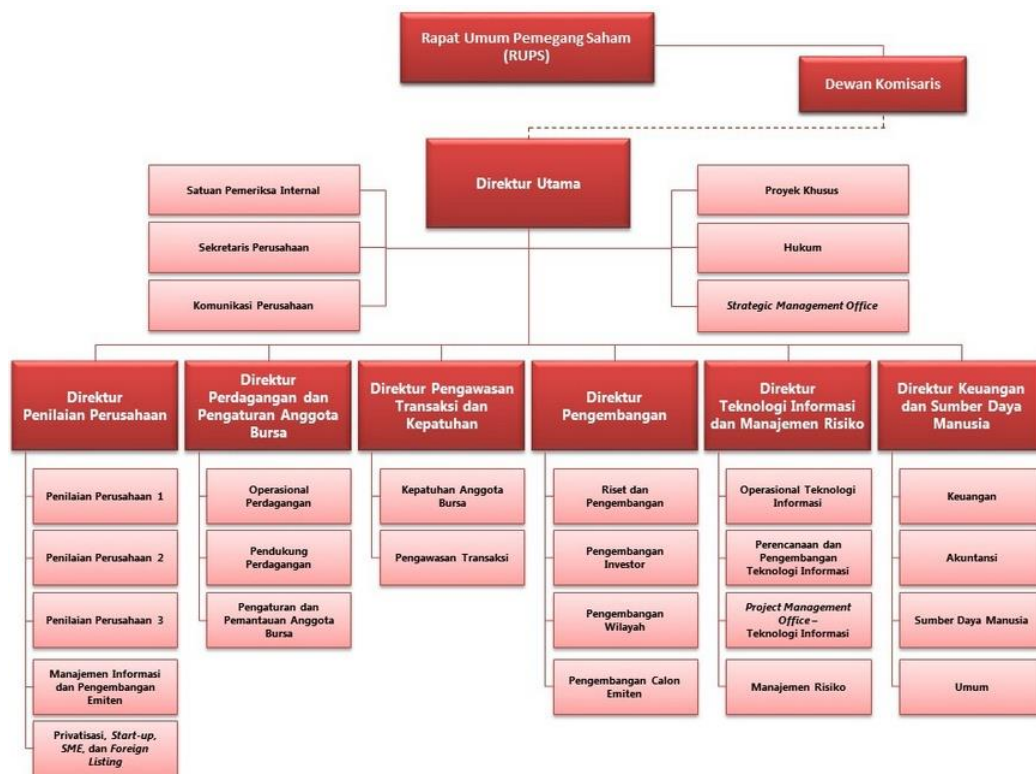 Rapat Umum Pemegang Saham
(RUPS)
Dewan Komisaris
Direktur Utama
Satuan Pemeriksa Internal
Sekretaris Perusahaan
Komunikasi Perusahaan
Proyek Khusus
Hukum
Strategic Management Office
Direktur
Penilaian Perusahaan
Penilaian Perusahaan 1
Penilaian Perusahaan 2
Penilaian Perusahaan 3
Manajemen Informasi
dan Pengembangan
Emiten
Privatisasi, Start-up,
SME, dan Foreign
Listing
Direktur
Perdagangan dan
Pengaturan Anggota
Bursa
Operasional
Perdagangan
Pendukung
Perdagangan
Pengaturan dan
Pemantauan Anggota
Bursa
Direktur Pengawasan
Transaksi dan
Kepatuhan
Kepatuhan Anggota
Bursa
Pengawasan Transaksi
Direktur
Pengembangan
Riset dan
Pengembangan
Pengembangan
Investor
Pengembangan
Wilayah
Pengembangan Calon
Emiten
Direktur
Teknologi Informasi
dan Manajemen Risiko
Operasional Teknologi
Informasi
Perencanaan dan
Pengembangan
Teknologi Informasi
Project Management
Office –
Teknologi Informasi
Manajemen Risiko
Direktur Keuangan
dan Sumber Daya
Manusia
Keuangan
Akuntansi
Sumber Daya Manusia
Umum